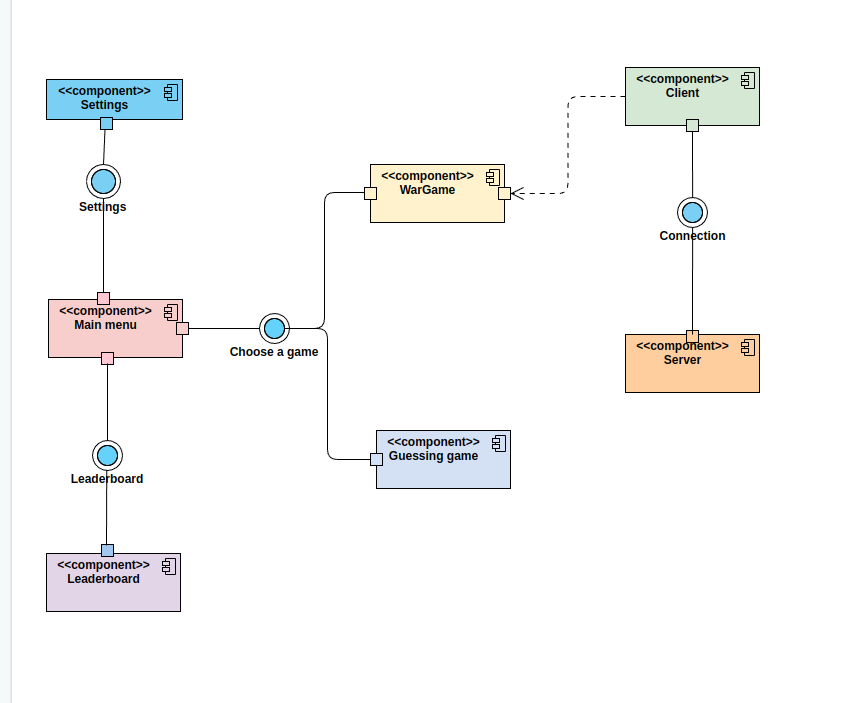 <<component>>
Settings
Settings
<<component>>
Main menu
Leaderboard
<<component>>
Leaderboard
Choose a game
<<component>>
WarGame
<<component>>
Guessing game
<<component>>
Client
Connection
<<component>>
Server